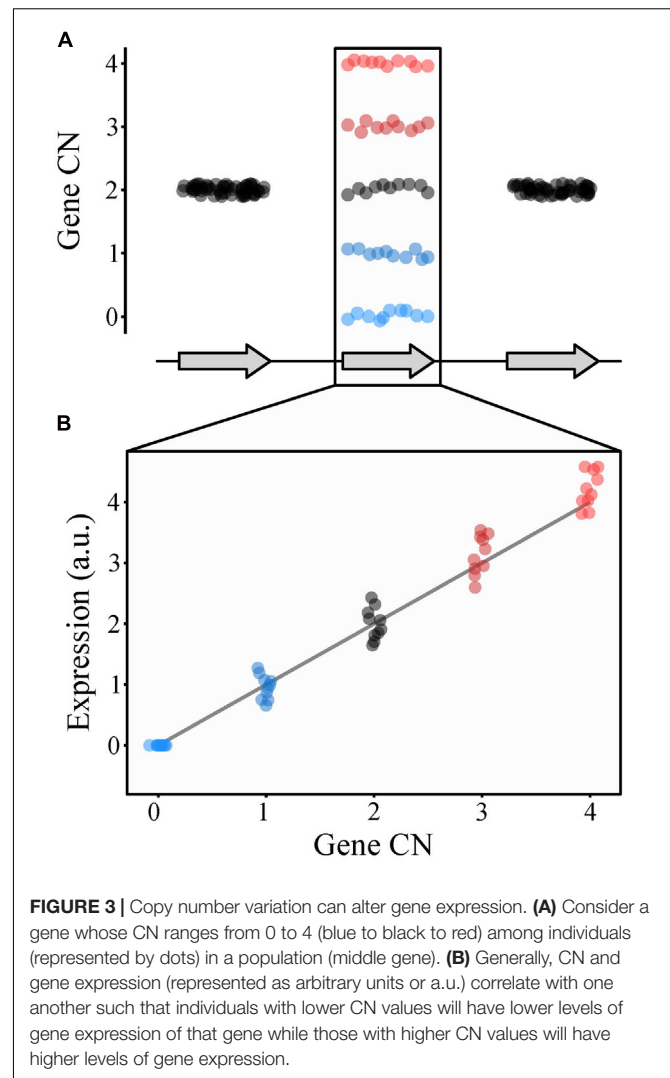 A
Gene CN
4
3
2
1
0
B
Expression (a.u.)
4
3
2
1
0
0 1 2 3 4
Gene CN
FIGURE 3 | Copy number variation can alter gene expression. (A) Consider a
gene whose CN ranges from 0 to 4 (blue to black to red) among individuals
(represented by dots) in a population (middle gene). (B) Generally, CN and
gene expression (represented as arbitrary units or a.u.) correlate with one
another such that individuals with lower CN values will have lower levels of
gene expression of that gene while those with higher CN values will have
higher levels of gene expression.